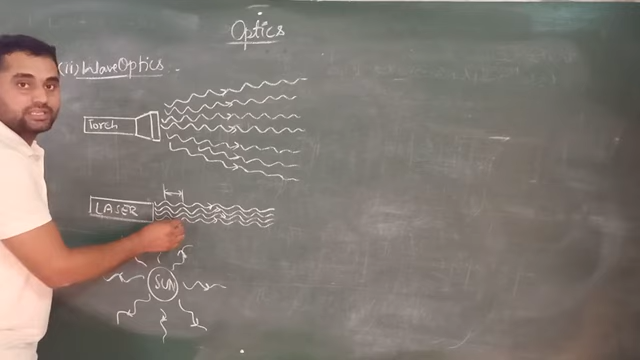 Optics
(ii) Wave Optics
Torch
LASER
SUN